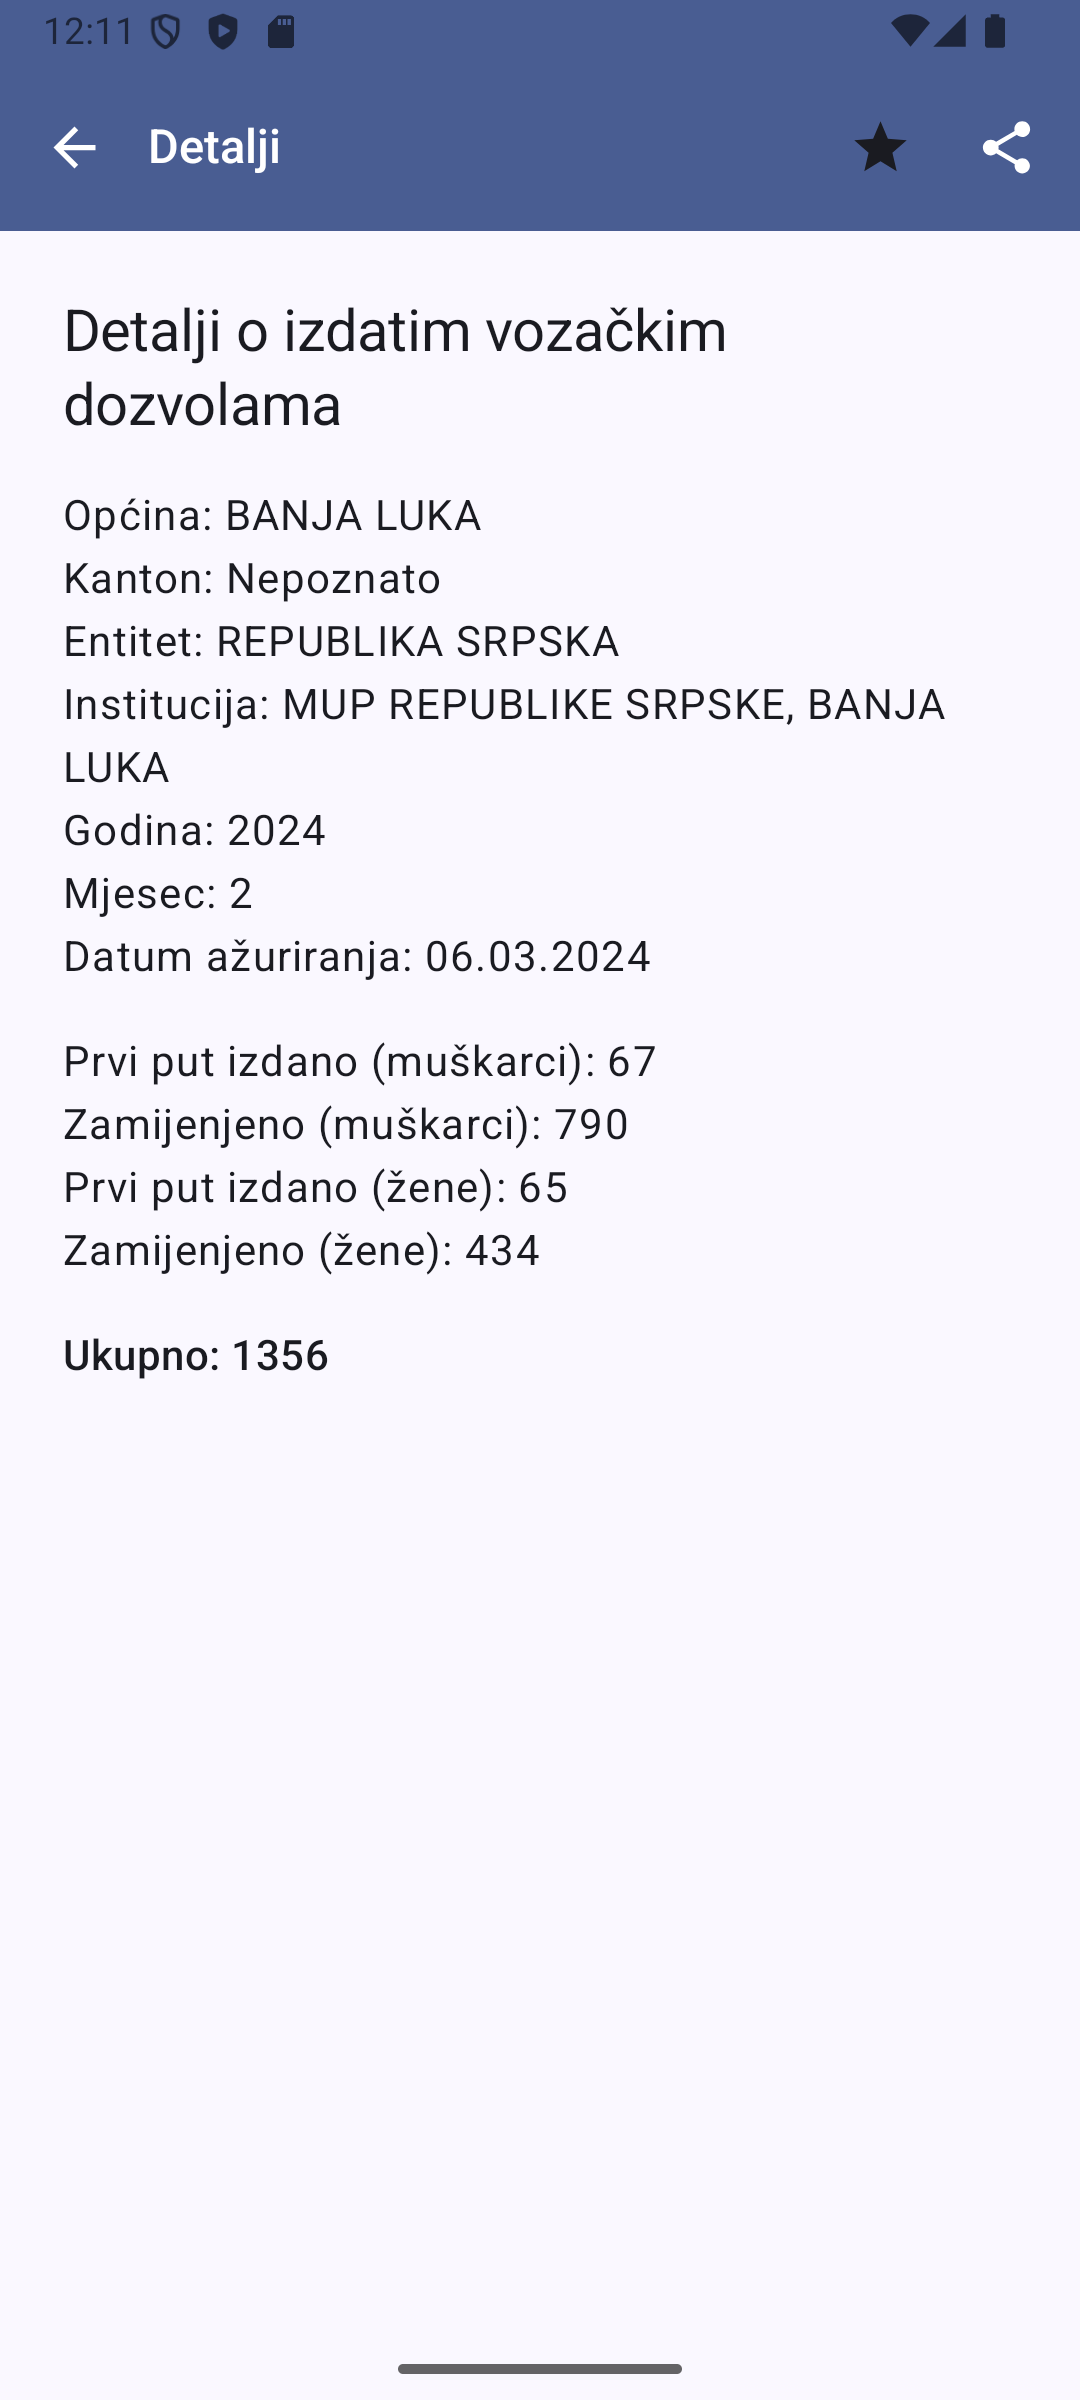 12:11
Detalji
Detalji o izdatim vozačkim
dozvolama
Općina: BANJA LUKA
Kanton: Nepoznato
Entitet: REPUBLIKA SRPSKA
Institucija: MUP REPUBLIKE SRPSKE, BANJA
LUKA
Godina: 2024
Mjesec: 2
Datum ažuriranja: 06.03.2024
Prvi put izdano (muškarci): 67
Zamijenjeno (muškarci): 790
Prvi put izdano (žene): 65
Zamijenjeno (žene): 434
Ukupno: 1356